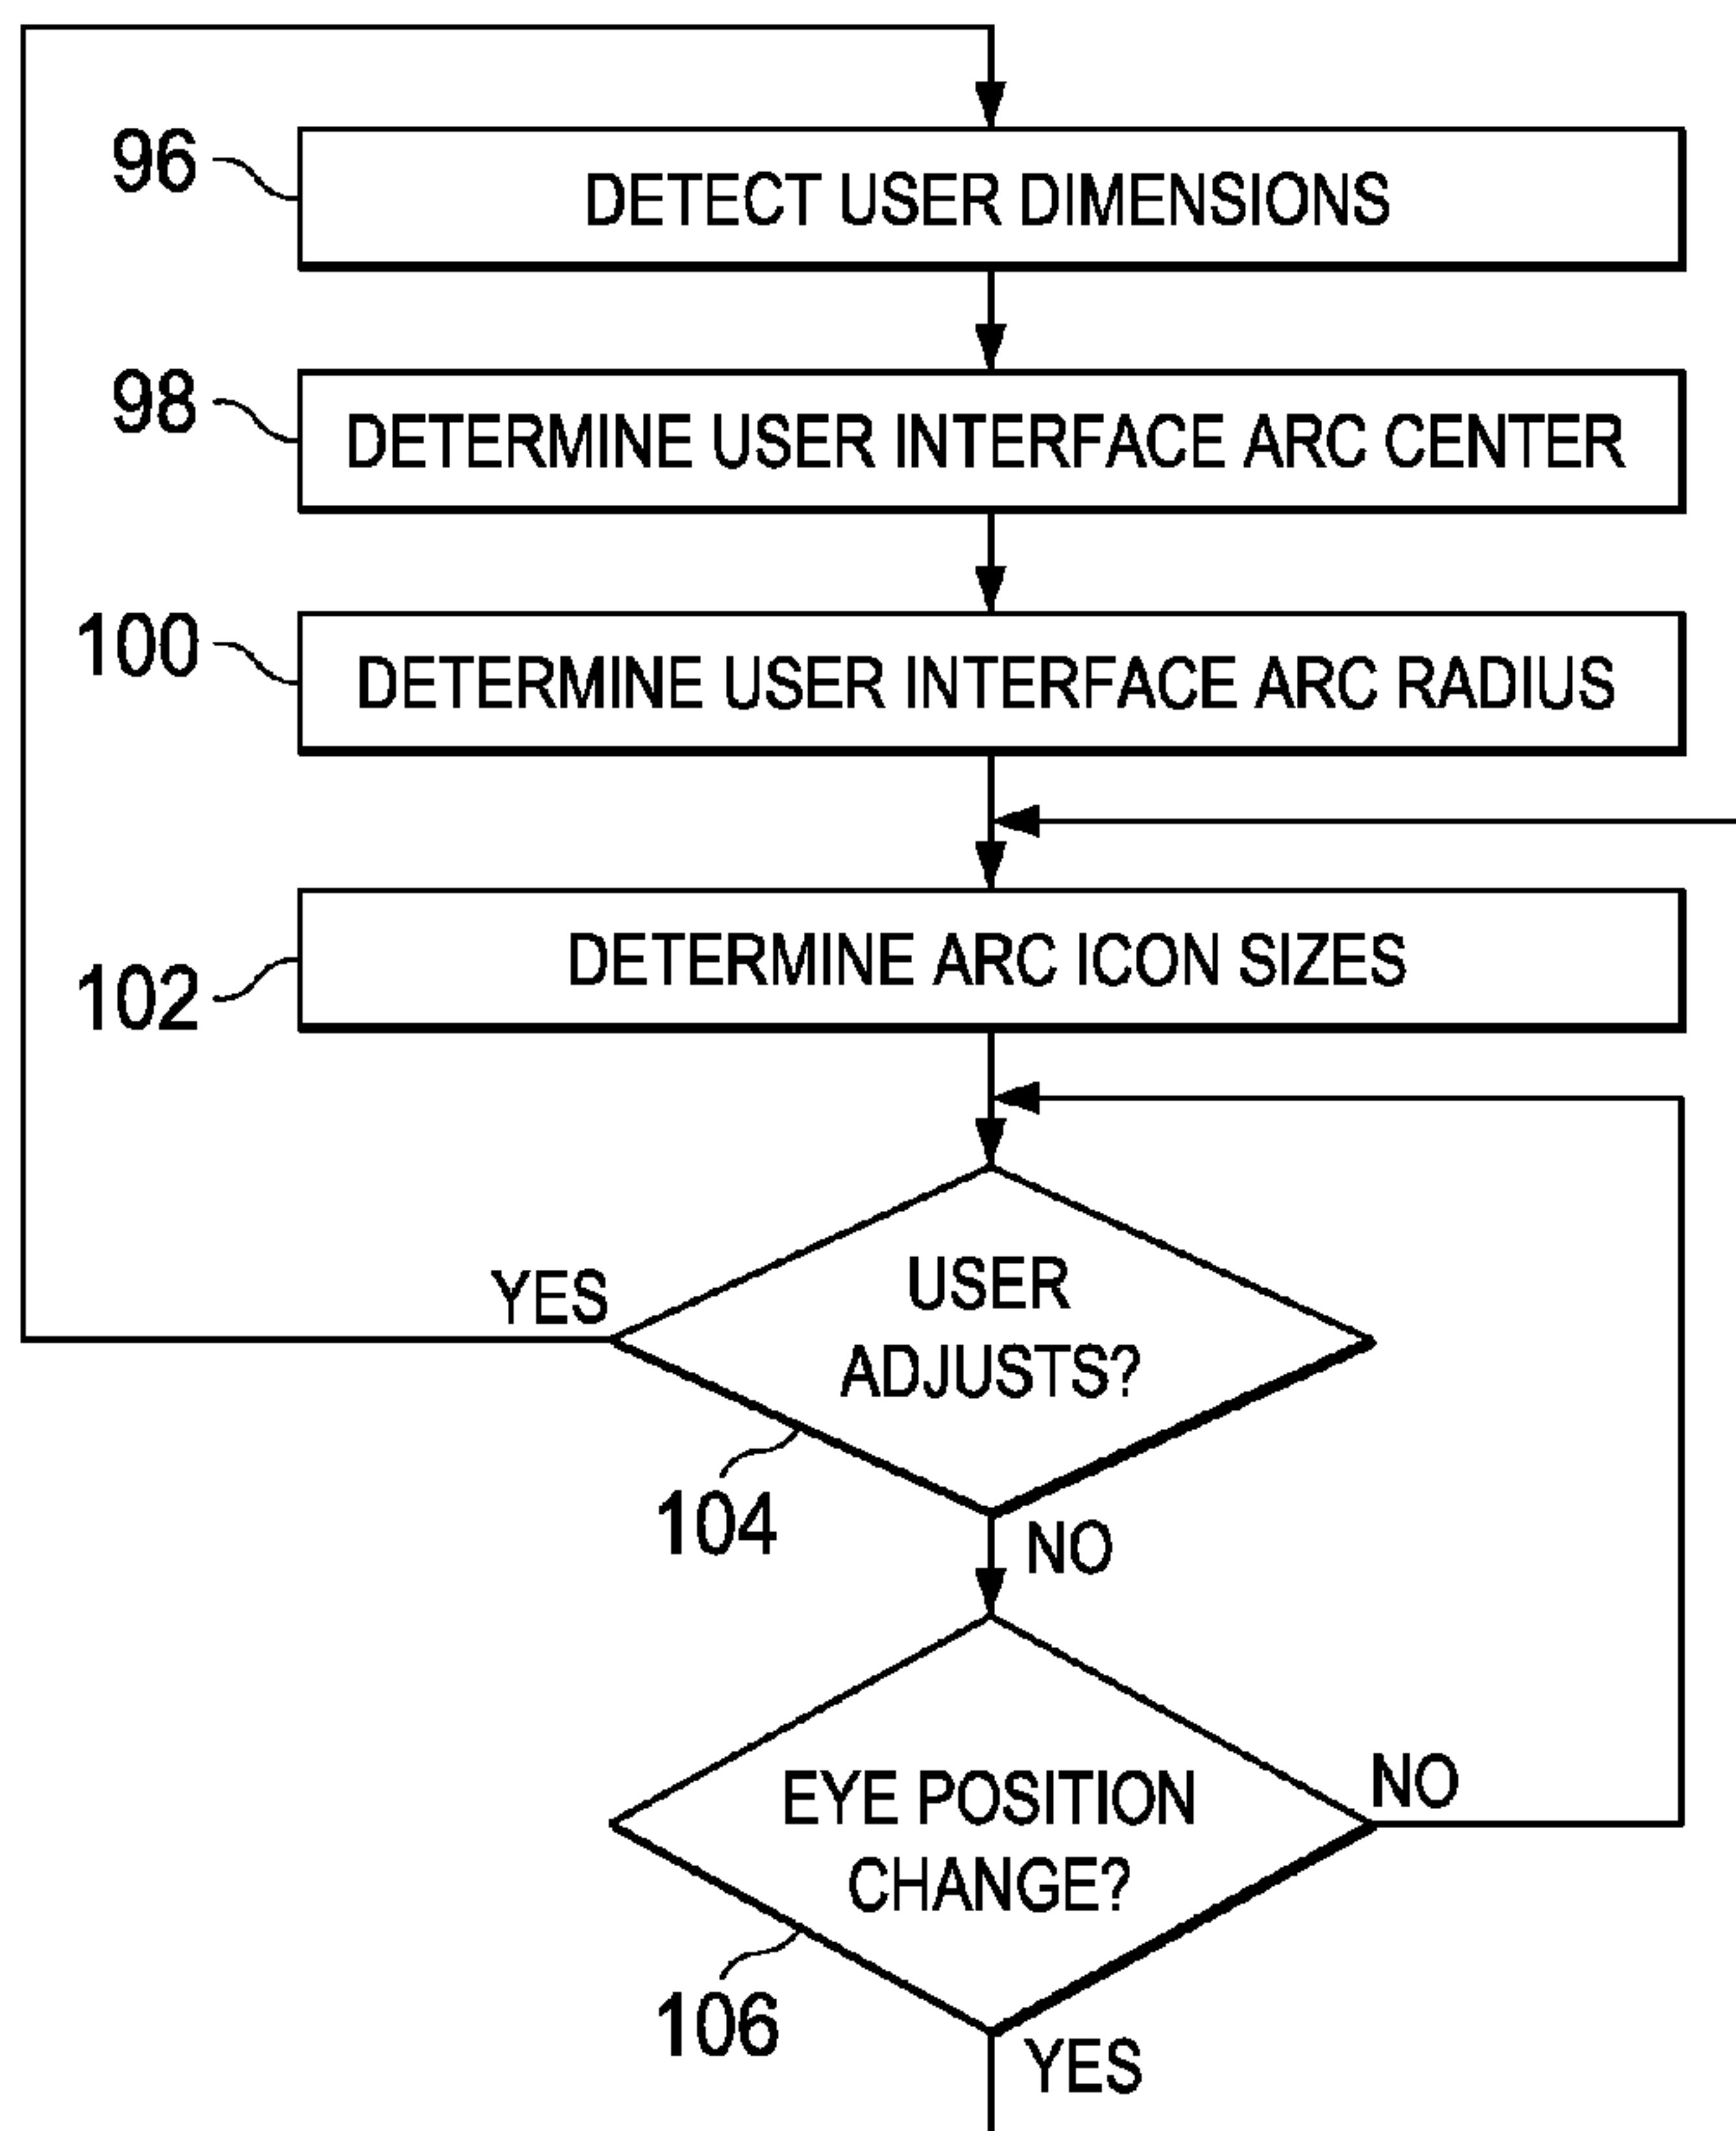 96
DETECT USER DIMENSIONS
98
DETERMINE USER INTERFACE ARC CENTER
100
DETERMINE USER INTERFACE ARC RADIUS
102
DETERMINE ARC ICON SIZES
YES
USER
ADJUSTS?
104
NO
EYE POSITION
CHANGE?
NO
106
YES